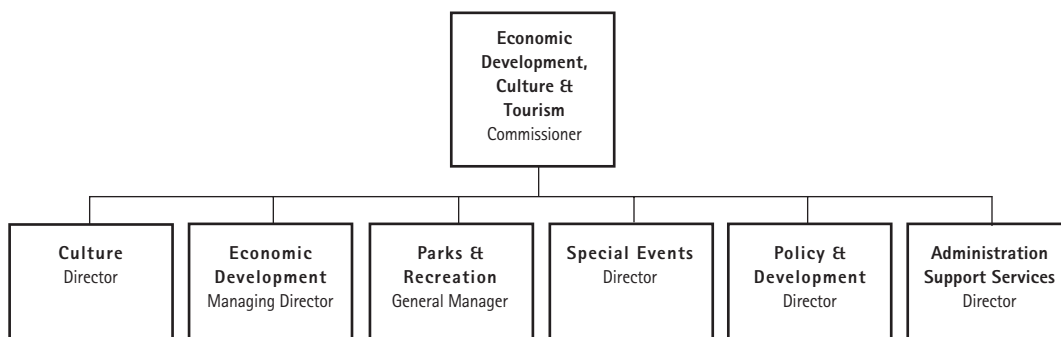 Economic
Development,
Culture &
Tourism
Commissioner
Culture
Director
Economic
Development
Managing Director
Parks &
Recreation
General Manager
Special Events
Director
Policy &
Development
Director
Administration
Support Services
Director